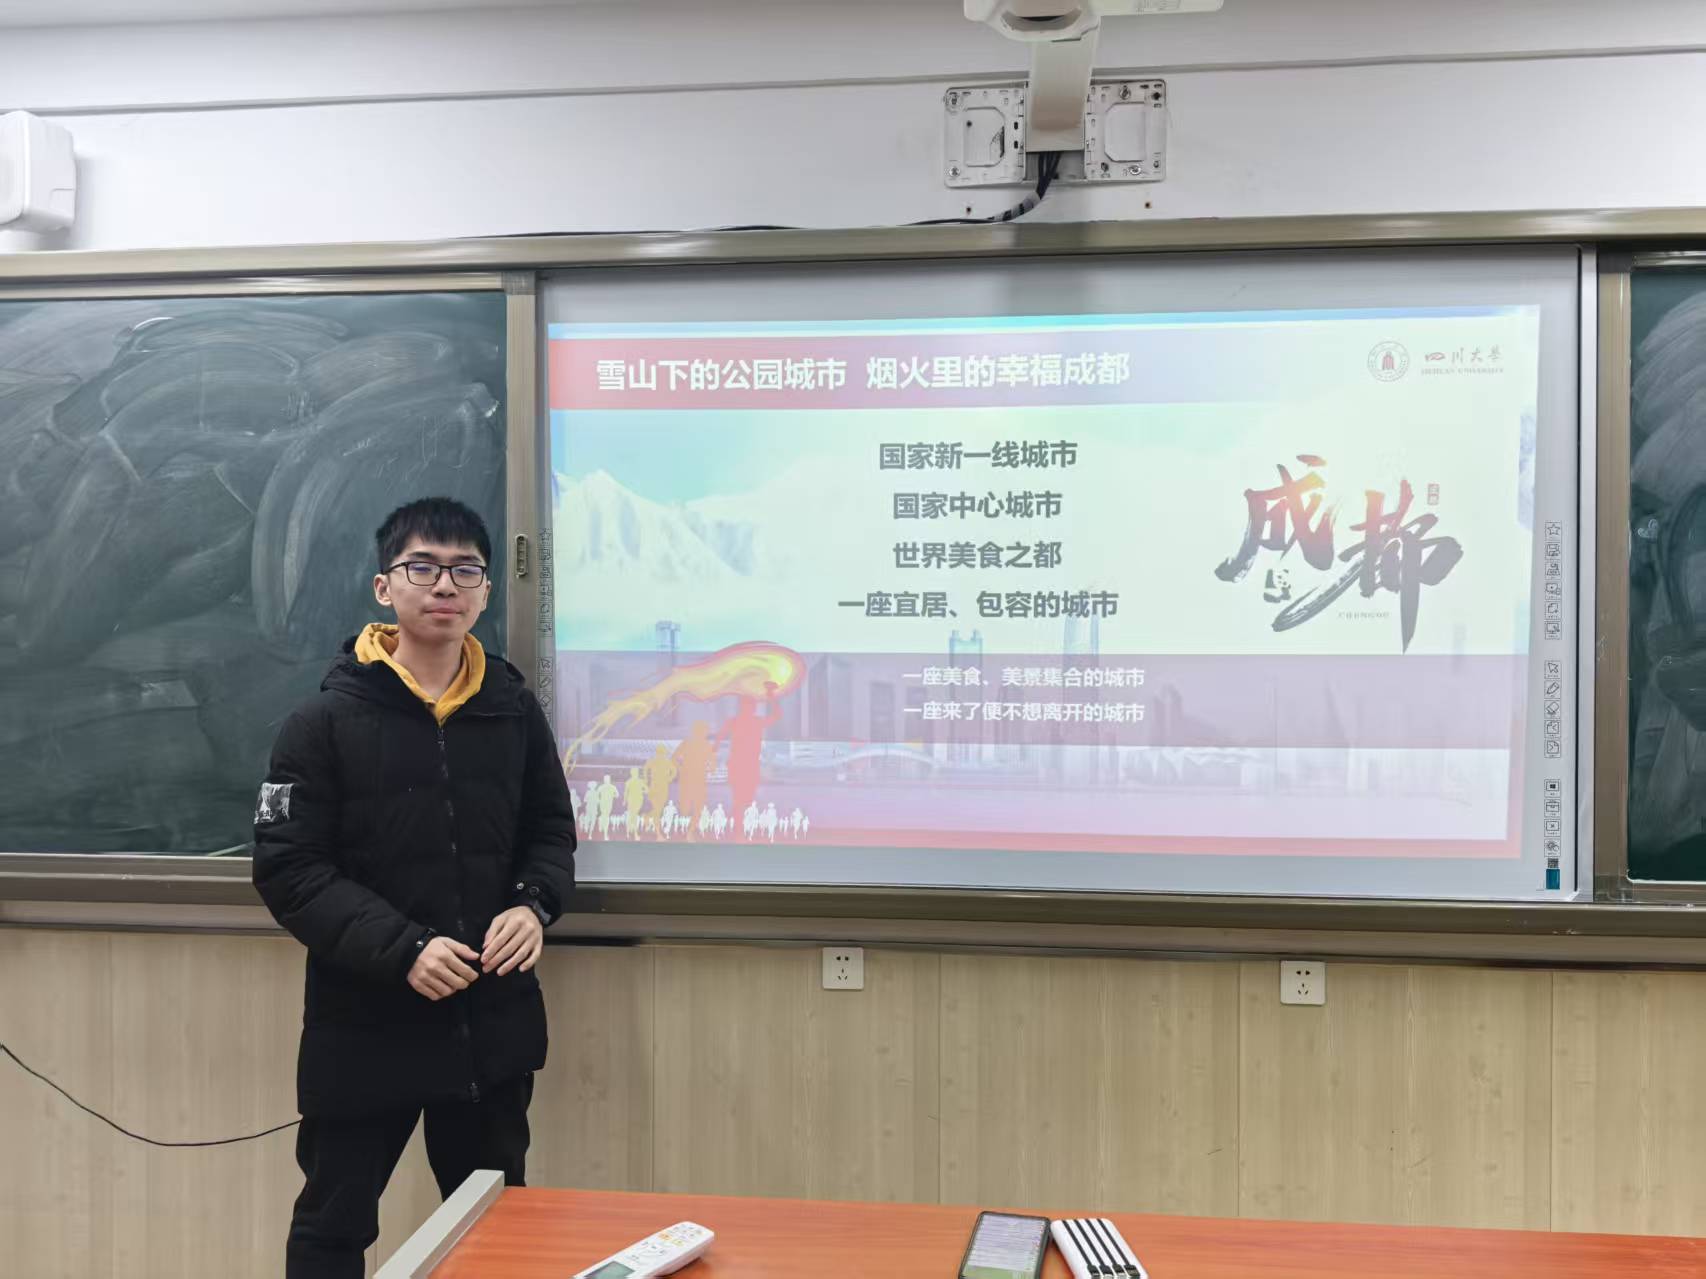 雪山下的公园城市 烟火里的幸福成都
四川大学
SICHUAN UNIVERSITY
国家新一线城市
国家中心城市
世界美食之都
一座宜居、包容的城市
成都
CHENGDU
一座美食、美景集合的城市
一座来了便不想离开的城市